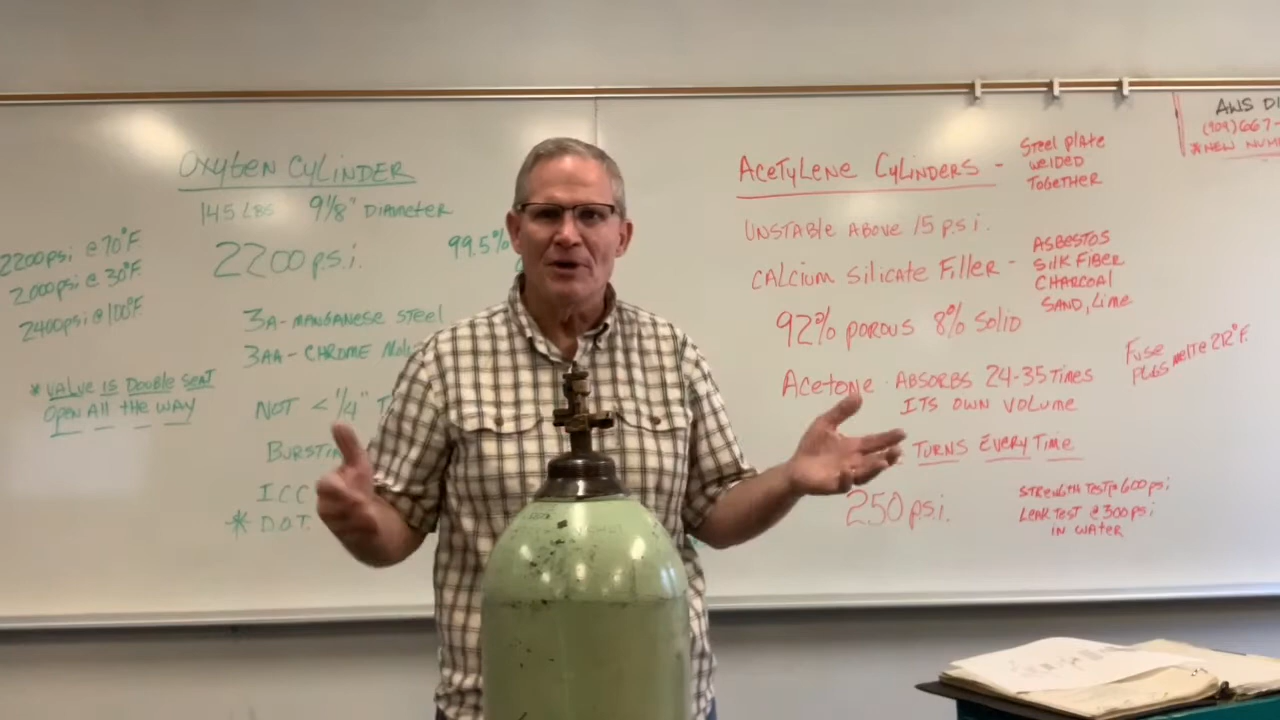 OXYGEN CYLINDER
145 LBS 9 1/8" DIAMETER
2200 p.s.i.
99.5%
2200psi @ 70°F.
2000psi @ 30°F.
2400psi @ 100°F.
3A - MANGANESE STEEL
3AA - CHROME
* VALVE IS DOUBLE SEAT
OPEN ALL THE WAY
NOT < 1/4"
ICC
* D.O.T.
ACETYLENE CYLINDERS -
STEEL PLATE
WELDED
TOGETHER
UNSTABLE ABOVE 15 p.s.i.
CALCIUM SILICATE FILLER -
ASBESTOS
SILK FIBER
CHARCOAL
SAND, LIME
92% POROUS 8% SOLID
ACETONE - ABSORBS 24-35 TIMES
ITS OWN VOLUME
FUSE
PLUGS MELT @ 212°F.
TURNS EVERY TIME
250 p.s.i.
STRENGTH TEST @ 600 psi
LEAK TEST @ 300 psi
IN WATER
AWS
(909) 667-
* NEW